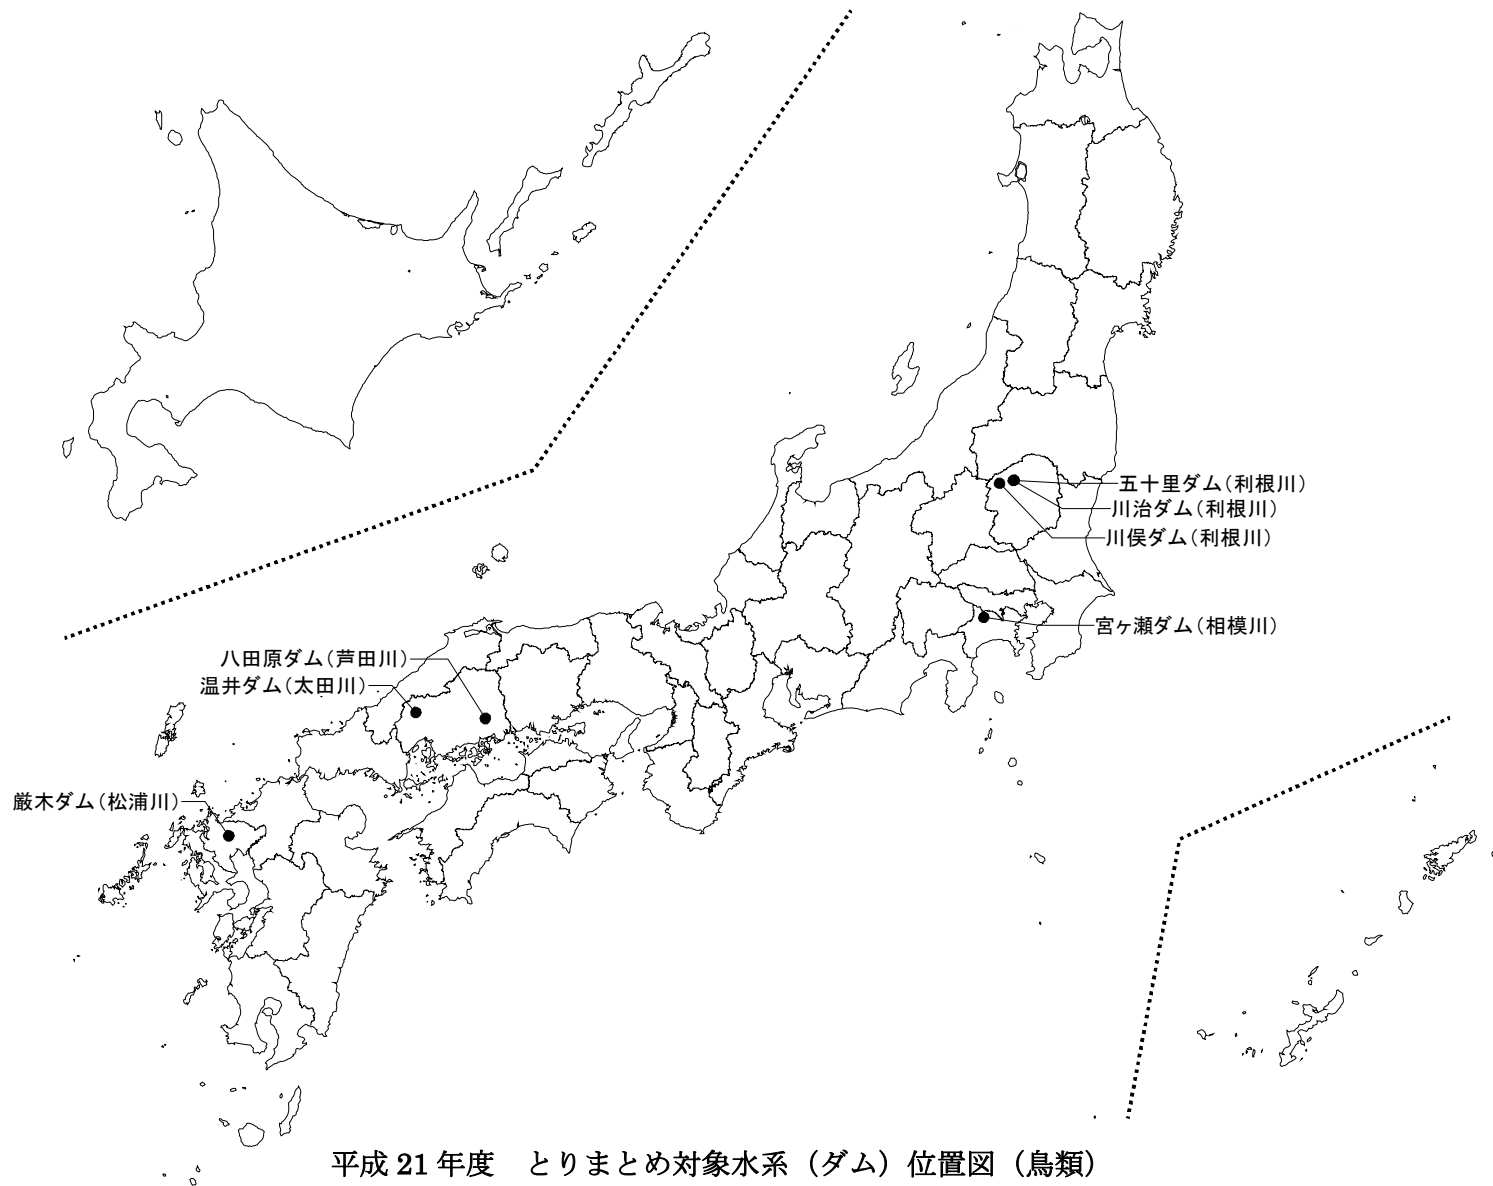 五十里ダム（利根川）
川治ダム（利根川）
川俣ダム（利根川）
宮ヶ瀬ダム（相模川）
八田原ダム（芦田川）
温井ダム（太田川）
厳木ダム（松浦川）
平成 21 年度　とりまとめ対象水系（ダム）位置図（鳥類）